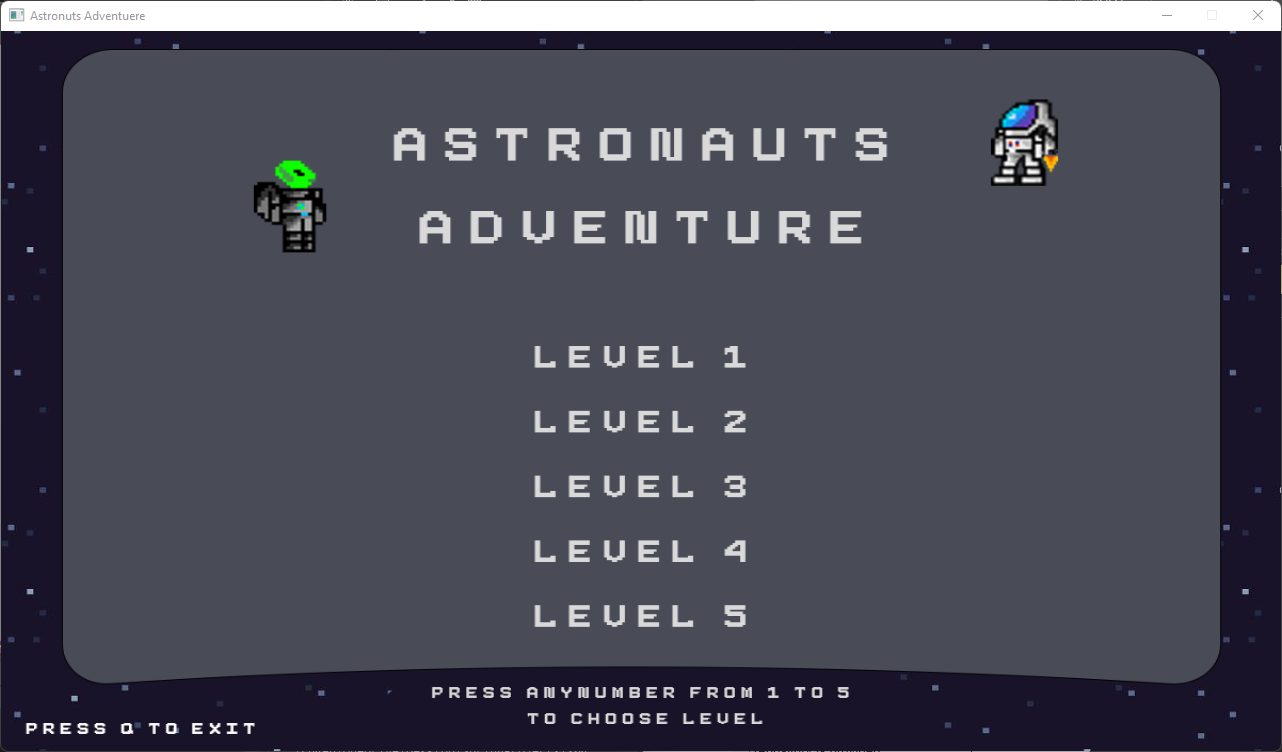 Astronuts Adventuere
ASTRONAUTS
ADVENTURE
LEVEL 1
LEVEL 2
LEVEL 3
LEVEL 4
LEVEL 5
PRESS ANYNUMBER FROM 1 TO 5
TO CHOOSE LEVEL
PRESS Q TO EXIT